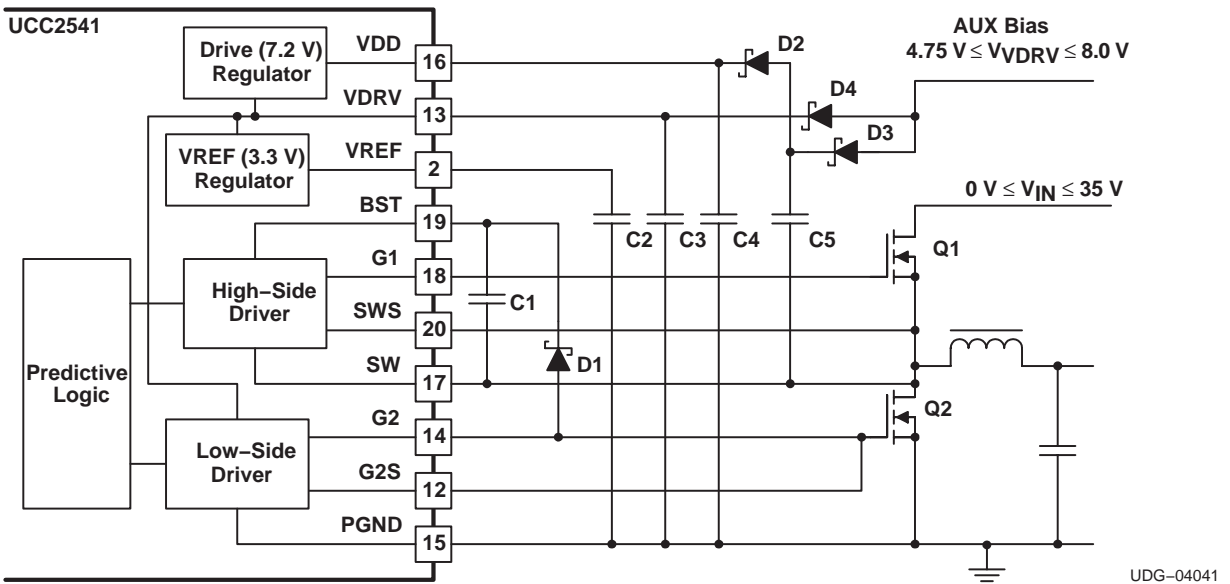 UCC2541
Drive (7.2 V)
Regulator
VDD
16
D2
AUX Bias
4.75 V ≤ VVDRV ≤ 8.0 V
VDRV
13
D4
D3
VREF (3.3 V)
Regulator
VREF
2
0 V ≤ VIN ≤ 35 V
BST
19
C2
C3
C4
C5
Q1
G1
18
High–Side
Driver
C1
SWS
20
Predictive
Logic
SW
17
D1
Q2
G2
14
Low–Side
Driver
G2S
12
PGND
15
UDG–04041